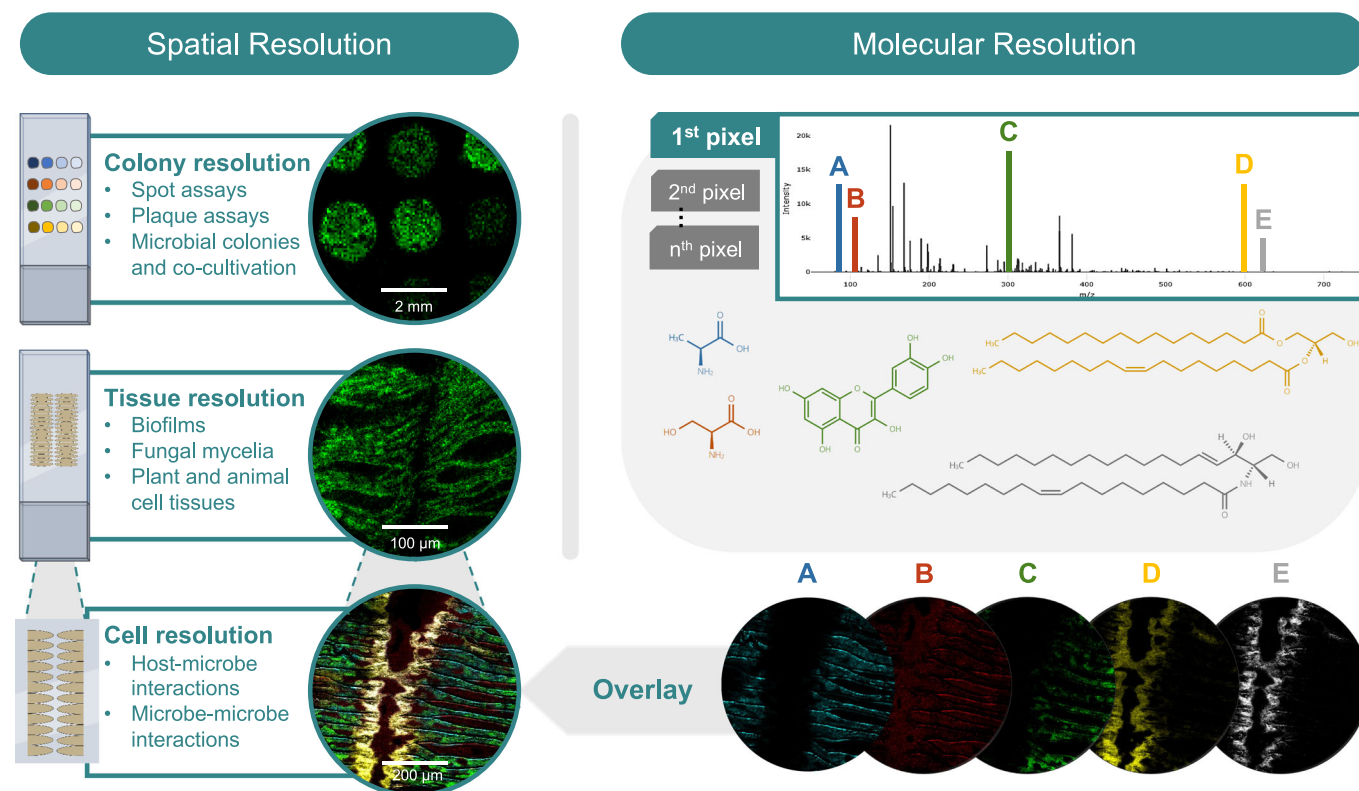 Spatial Resolution
Colony resolution
• Spot assays
• Plaque assays
• Microbial colonies
and co-cultivation
2 mm
Tissue resolution
• Biofilms
• Fungal mycelia
• Plant and animal
cell tissues
100 µm
Cell resolution
• Host-microbe
interactions
• Microbe-microbe
interactions
200 µm
Molecular Resolution
1st pixel
2nd pixel
nth pixel
20k
15k
10k
5k
0
Intensity
A
B
C
D
E
100
200
300
400
500
600
700
m/z
H₃C
O
OH
NH₂
HO
O
OH
NH₂
OH
OH
HO
O
OH
OH
O
H₃C
O
O
OH
H₃C
O
H
O
H
OH
H₃C
OH
H
H₃C
NH
O
A
B
C
D
E
Overlay